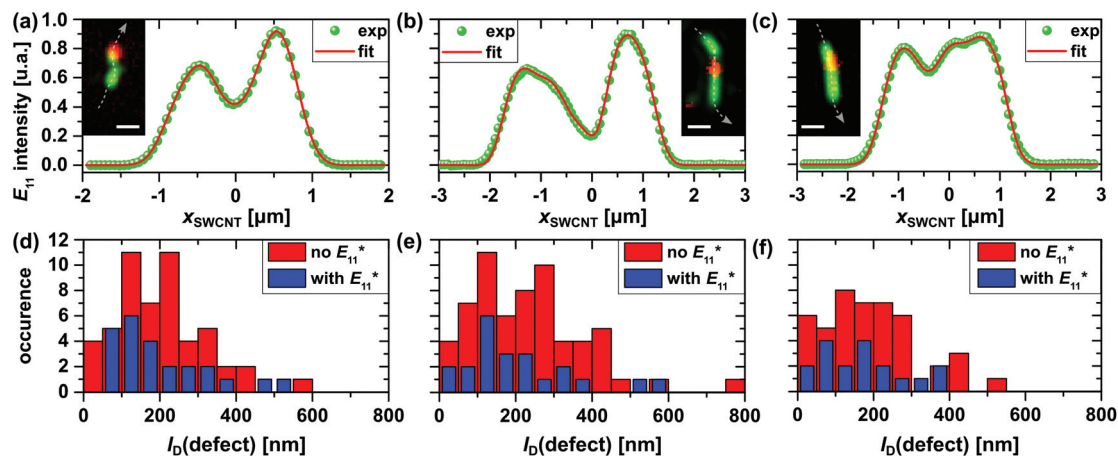 (a) exp fit
(b) exp fit
(c) exp fit
E11 intensity [u.a.]
1.0
0.8
0.6
0.4
0.2
0.0
-2 -1 0 1 2
-3 -2 -1 0 1 2 3
-3 -2 -1 0 1 2 3
xSWCNT [µm] xSWCNT [µm] xSWCNT [µm]
(d) no E11* with E11*
(e) no E11* with E11*
(f) no E11* with E11*
occurence
12
10
8
6
4
2
0
0 200 400 600 800
0 200 400 600 800
0 200 400 600 800
lD(defect) [nm] lD(defect) [nm] lD(defect) [nm]